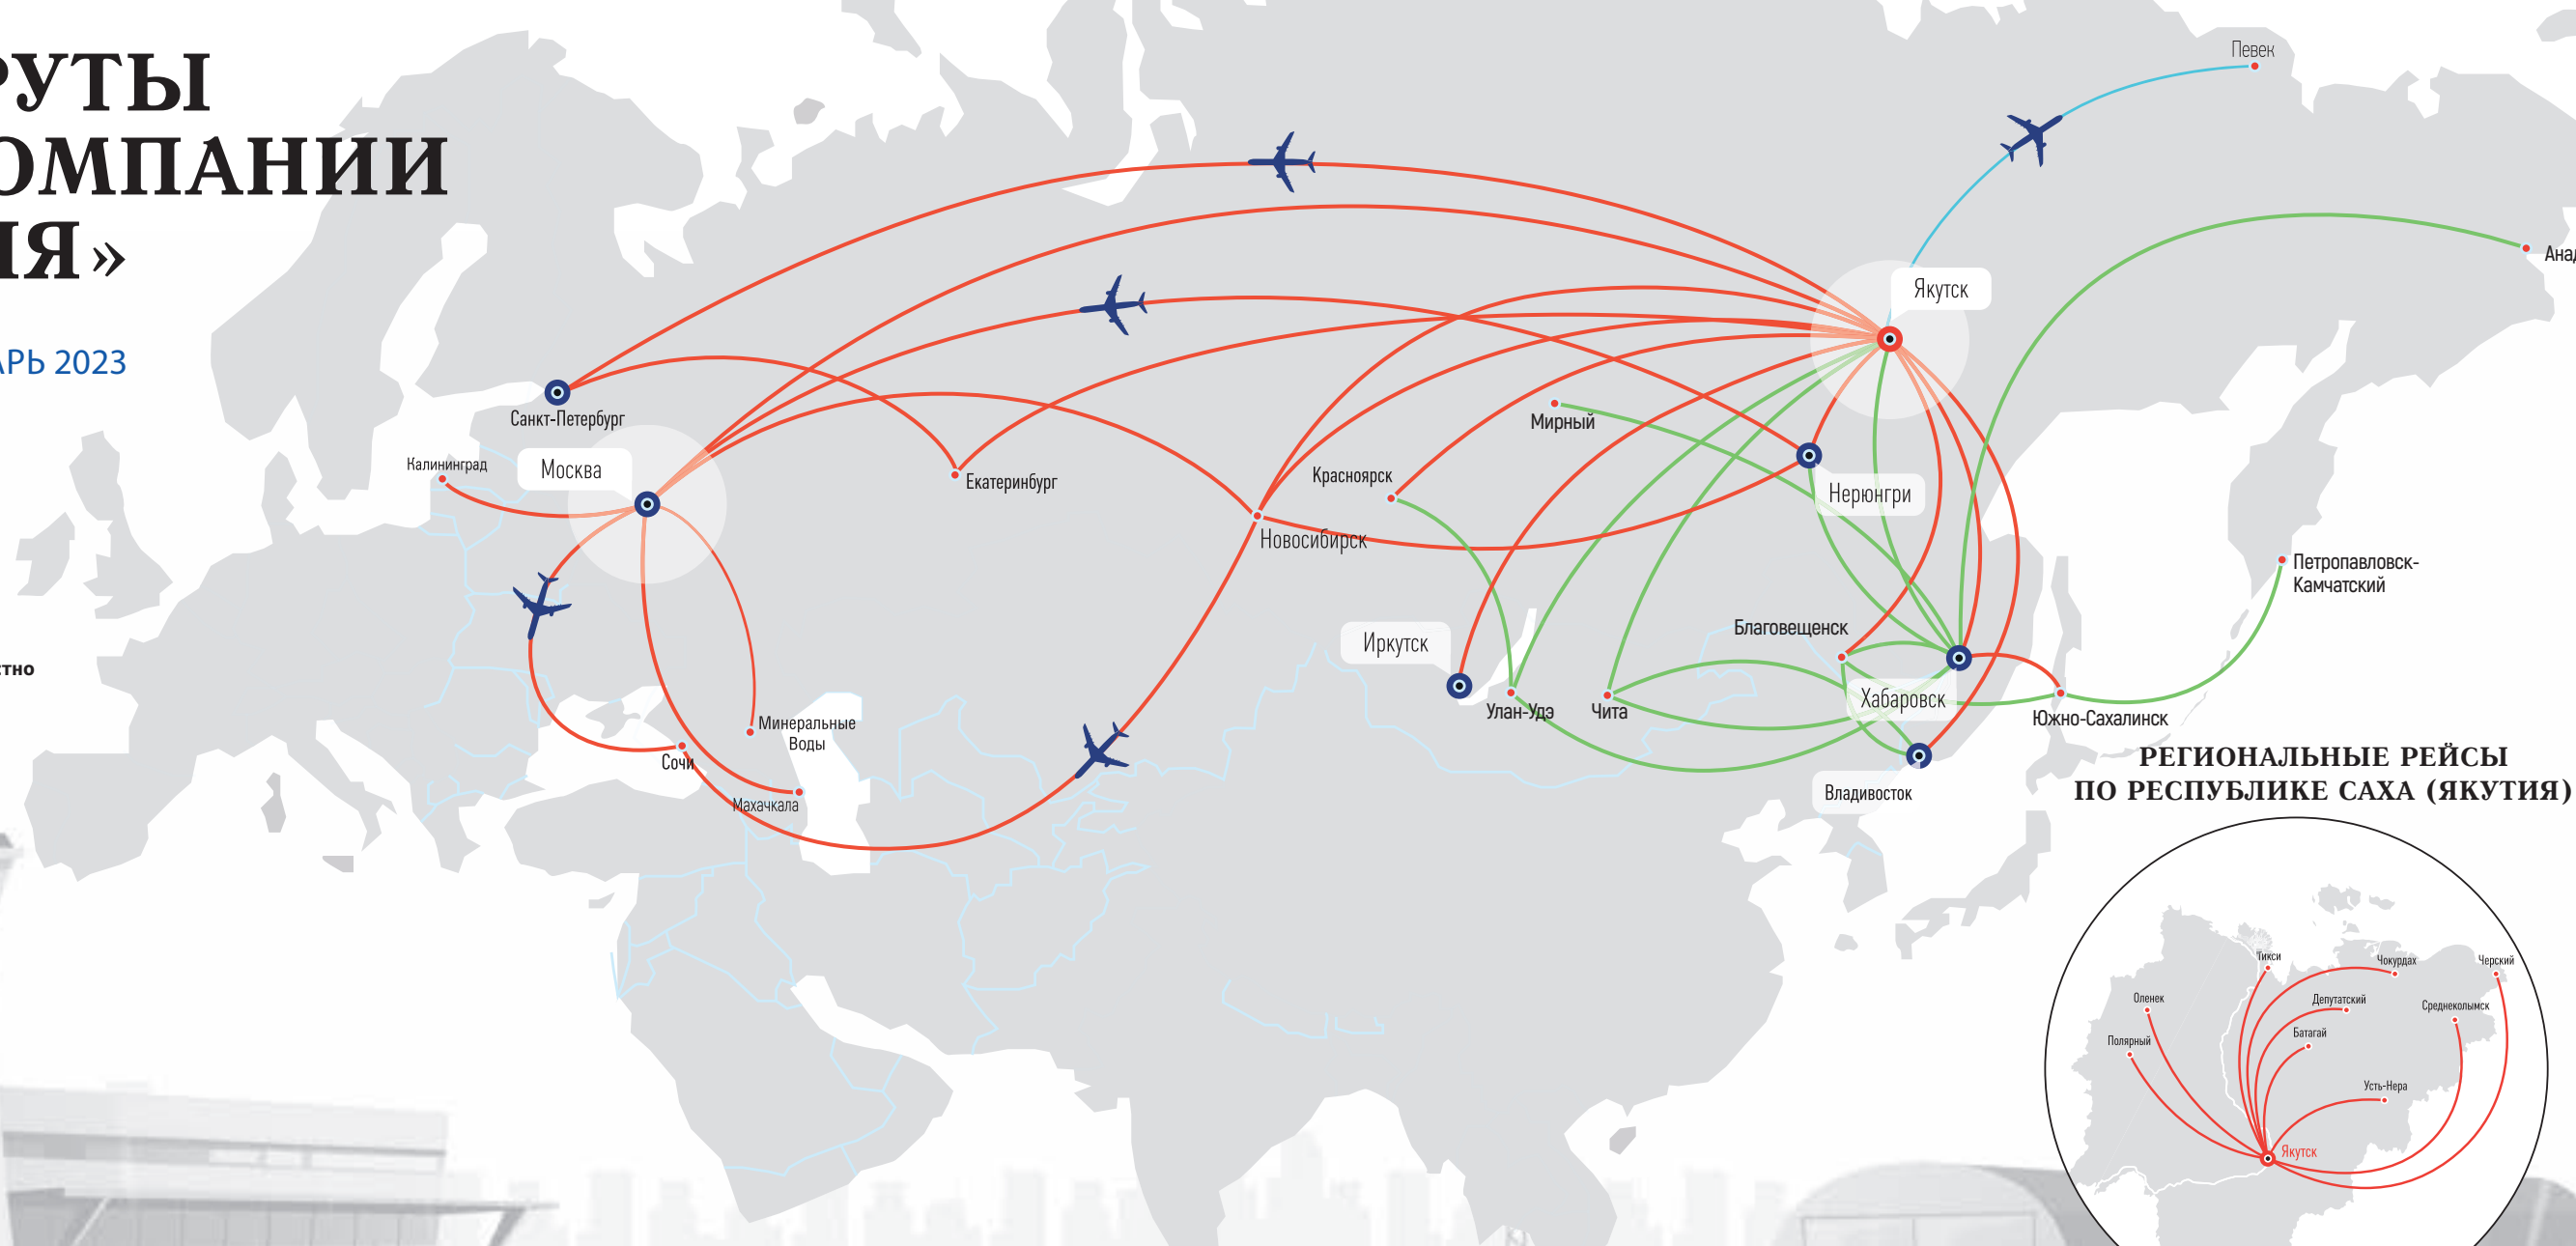 РУТЫ
ОМПАНИИ
ИЯ»
АРЬ 2023
стно
Певек
Анад
Якутск
Санкт-Петербург
Калининград
Москва
Екатеринбург
Мирный
Красноярск
Нерюнгри
Новосибирск
Петропавловск-
Камчатский
Благовещенск
Иркутск
Хабаровск
Улан-Удэ
Чита
Южно-Сахалинск
Минеральные
Воды
Сочи
Махачкала
Владивосток
РЕГИОНАЛЬНЫЕ РЕЙСЫ
ПО РЕСПУБЛИКЕ САХА (ЯКУТИЯ)
Тикси
Чокурдах
Черский
Оленек
Депутатский
Среднеколымск
Батагай
Полярный
Усть-Нера
Якутск